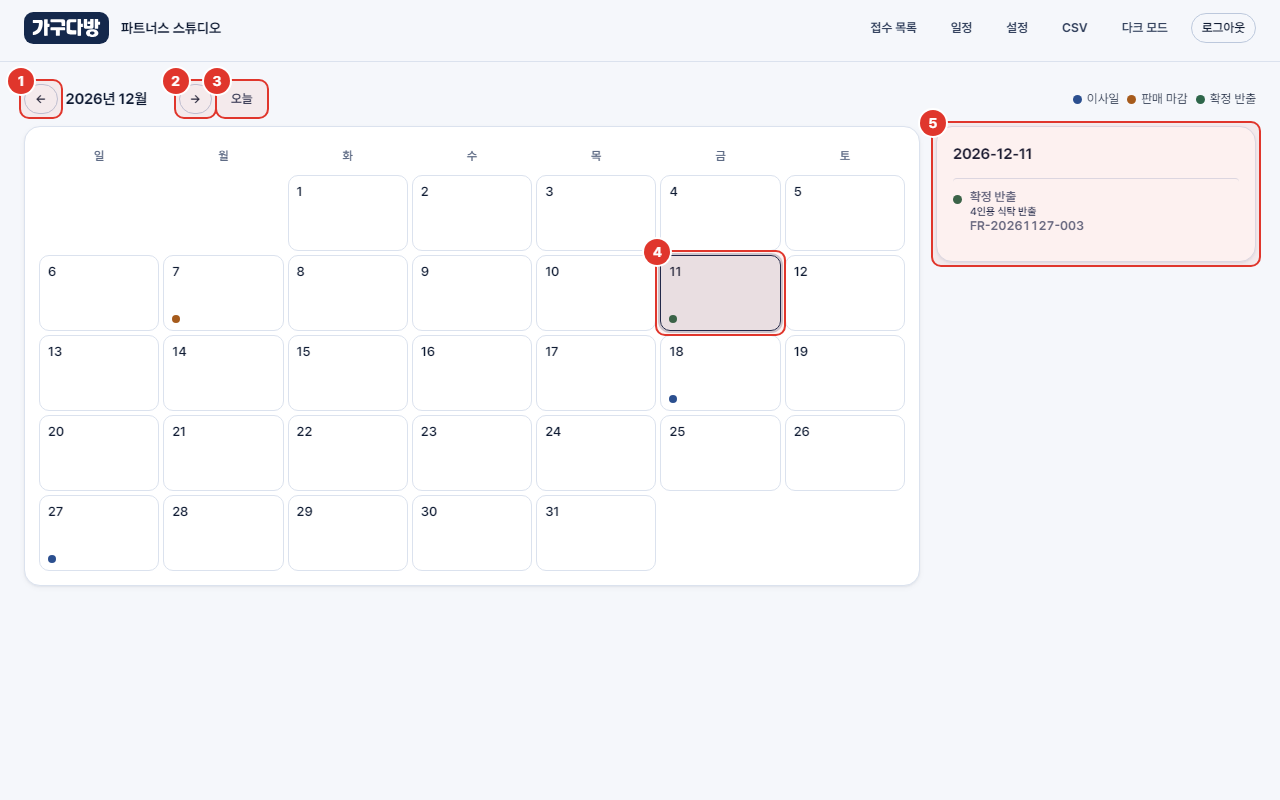 가구다방 파트너스 스튜디오 접수 목록 일정 설정 CSV 다크 모드 로그아웃
1 2 3
← 2026년 12월 → 오늘 이사일 판매 마감 확정 반출
5
일 월 화 수 목 금 토
2026-12-11
1 2 3 4 5
확정 반출
4인용 식탁 반출
FR-20261127-003
4
6 7 8 9 10 11 12
13 14 15 16 17 18 19
20 21 22 23 24 25 26
27 28 29 30 31